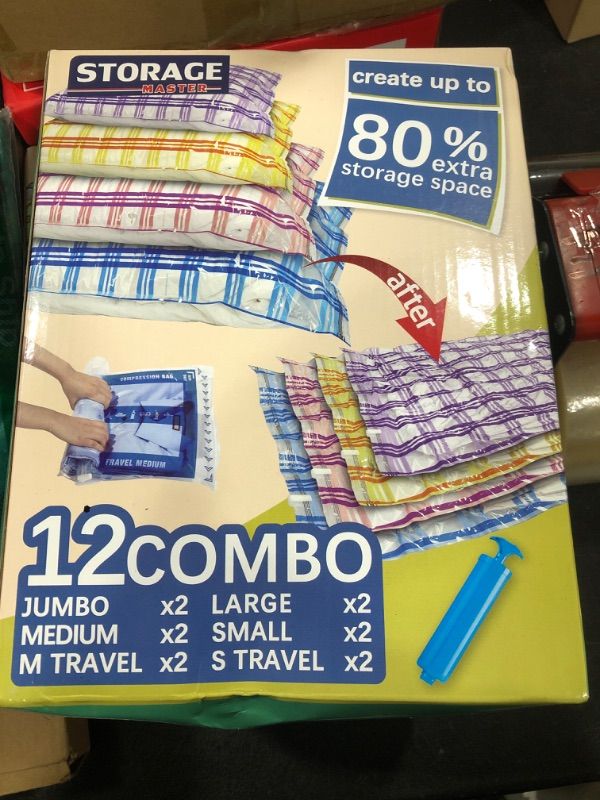 STORAGE
MASTER
create up to
80% extra
storage space
after
COMPRESSION BAG
TRAVEL MEDIUM
12COMBO
JUMBO x2 LARGE x2
MEDIUM x2 SMALL x2
M TRAVEL x2 S TRAVEL x2